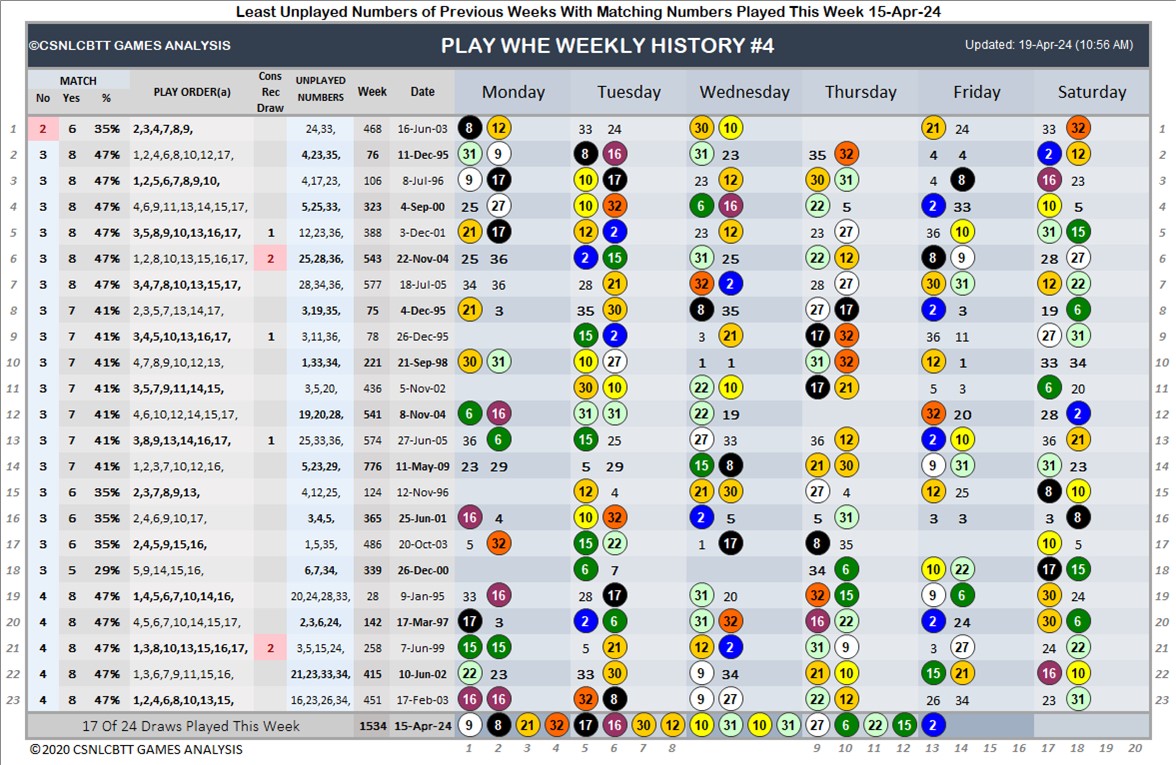 Least Unplayed Numbers of Previous Weeks With Matching Numbers Played This Week 15-Apr-24
©CSNLCBTT GAMES ANALYSIS PLAY WHE WEEKLY HISTORY #4 Updated: 19-Apr-24 (10:56 AM)
MATCH No Yes % PLAY ORDER(a) Cons Rec Draw UNPLAYED NUMBERS Week Date Monday Tuesday Wednesday Thursday Friday Saturday
1 2 6 35% 2,3,4,7,8,9, 24,33, 468 16-Jun-03 8 12 33 24 30 10 21 24 33 32 1
2 3 8 47% 1,2,4,6,8,10,12,17, 4,23,35, 76 11-Dec-95 31 9 8 16 31 23 35 32 4 4 2 12 2
3 3 8 47% 1,2,5,6,7,8,9,10, 4,17,23, 106 8-Jul-96 9 17 10 17 23 12 30 31 4 8 16 23 3
4 3 8 47% 4,6,9,11,13,14,15,17, 5,25,33, 323 4-Sep-00 25 27 10 32 6 16 22 5 2 33 10 5 4
5 3 8 47% 3,5,8,9,10,13,16,17, 1 12,23,36, 388 3-Dec-01 21 17 12 2 23 12 23 27 36 10 31 15 5
6 3 8 47% 1,2,8,10,13,15,16,17, 2 25,28,36, 543 22-Nov-04 25 36 2 15 31 25 22 12 8 9 28 27 6
7 3 8 47% 3,4,7,8,10,13,15,17, 28,34,36, 577 18-Jul-05 34 36 28 21 32 2 28 27 30 31 12 22 7
8 3 7 41% 2,3,5,7,13,14,17, 3,19,35, 75 4-Dec-95 21 3 35 30 8 35 27 17 2 3 19 6 8
9 3 7 41% 3,4,5,10,13,16,17, 1 3,11,36, 78 26-Dec-95 15 2 3 21 17 32 36 11 27 31 9
10 3 7 41% 4,7,8,9,10,12,13, 1,33,34, 221 21-Sep-98 30 31 10 27 1 1 31 32 12 1 33 34 10
11 3 7 41% 3,5,7,9,11,14,15, 3,5,20, 436 5-Nov-02 30 10 22 10 17 21 5 3 6 20 11
12 3 7 41% 4,6,10,12,14,15,17, 19,20,28, 541 8-Nov-04 6 16 31 31 22 19 32 20 28 2 12
13 3 7 41% 3,8,9,13,14,16,17, 1 25,33,36, 574 27-Jun-05 36 6 15 25 27 33 36 12 2 10 36 21 13
14 3 7 41% 1,2,3,7,10,12,16, 5,23,29, 776 11-May-09 23 29 5 29 15 8 21 30 9 31 31 23 14
15 3 6 35% 2,3,7,8,9,13, 4,12,25, 124 12-Nov-96 12 4 21 30 27 4 12 25 8 10 15
16 3 6 35% 2,4,6,9,10,17, 3,4,5, 365 25-Jun-01 16 4 10 32 2 5 5 31 3 3 3 8 16
17 3 6 35% 2,4,5,9,15,16, 1,5,35, 486 20-Oct-03 5 32 15 22 1 17 8 35 10 5 17
18 3 5 29% 5,14,15,16, 6,7,34, 339 26-Dec-00 6 7 34 6 10 22 17 15 18
19 4 8 47% 1,4,5,6,7,10,14,16, 20,24,28,33, 28 9-Jan-95 33 16 28 17 31 20 32 15 9 6 30 24 19
20 4 8 47% 4,5,6,7,10,14,15,17, 2,3,6,24, 142 17-Mar-97 17 3 2 6 31 32 16 22 2 24 30 6 20
21 4 8 47% 1,3,8,10,13,15,16,17, 2 3,5,15,24, 258 7-Jun-99 15 15 5 21 12 2 31 9 3 27 24 22 21
22 4 8 47% 1,3,6,7,9,11,15,16, 21,23,33,34, 415 10-Jun-02 22 23 33 30 9 34 21 10 15 21 16 10 22
23 4 8 47% 1,2,4,6,8,10,13,15, 16,23,26,34, 451 17-Feb-03 16 16 32 8 9 27 22 12 26 34 23 31 23
17 Of 24 Draws Played This Week 1534 15-Apr-24 9 8 21 32 17 16 30 12 10 31 10 31 27 6 22 15 2
© 2020 CSNLCBTT GAMES ANALYSIS 1 2 3 4 5 6 7 8 9 10 11 12 13 14 15 16 17 18 19 20